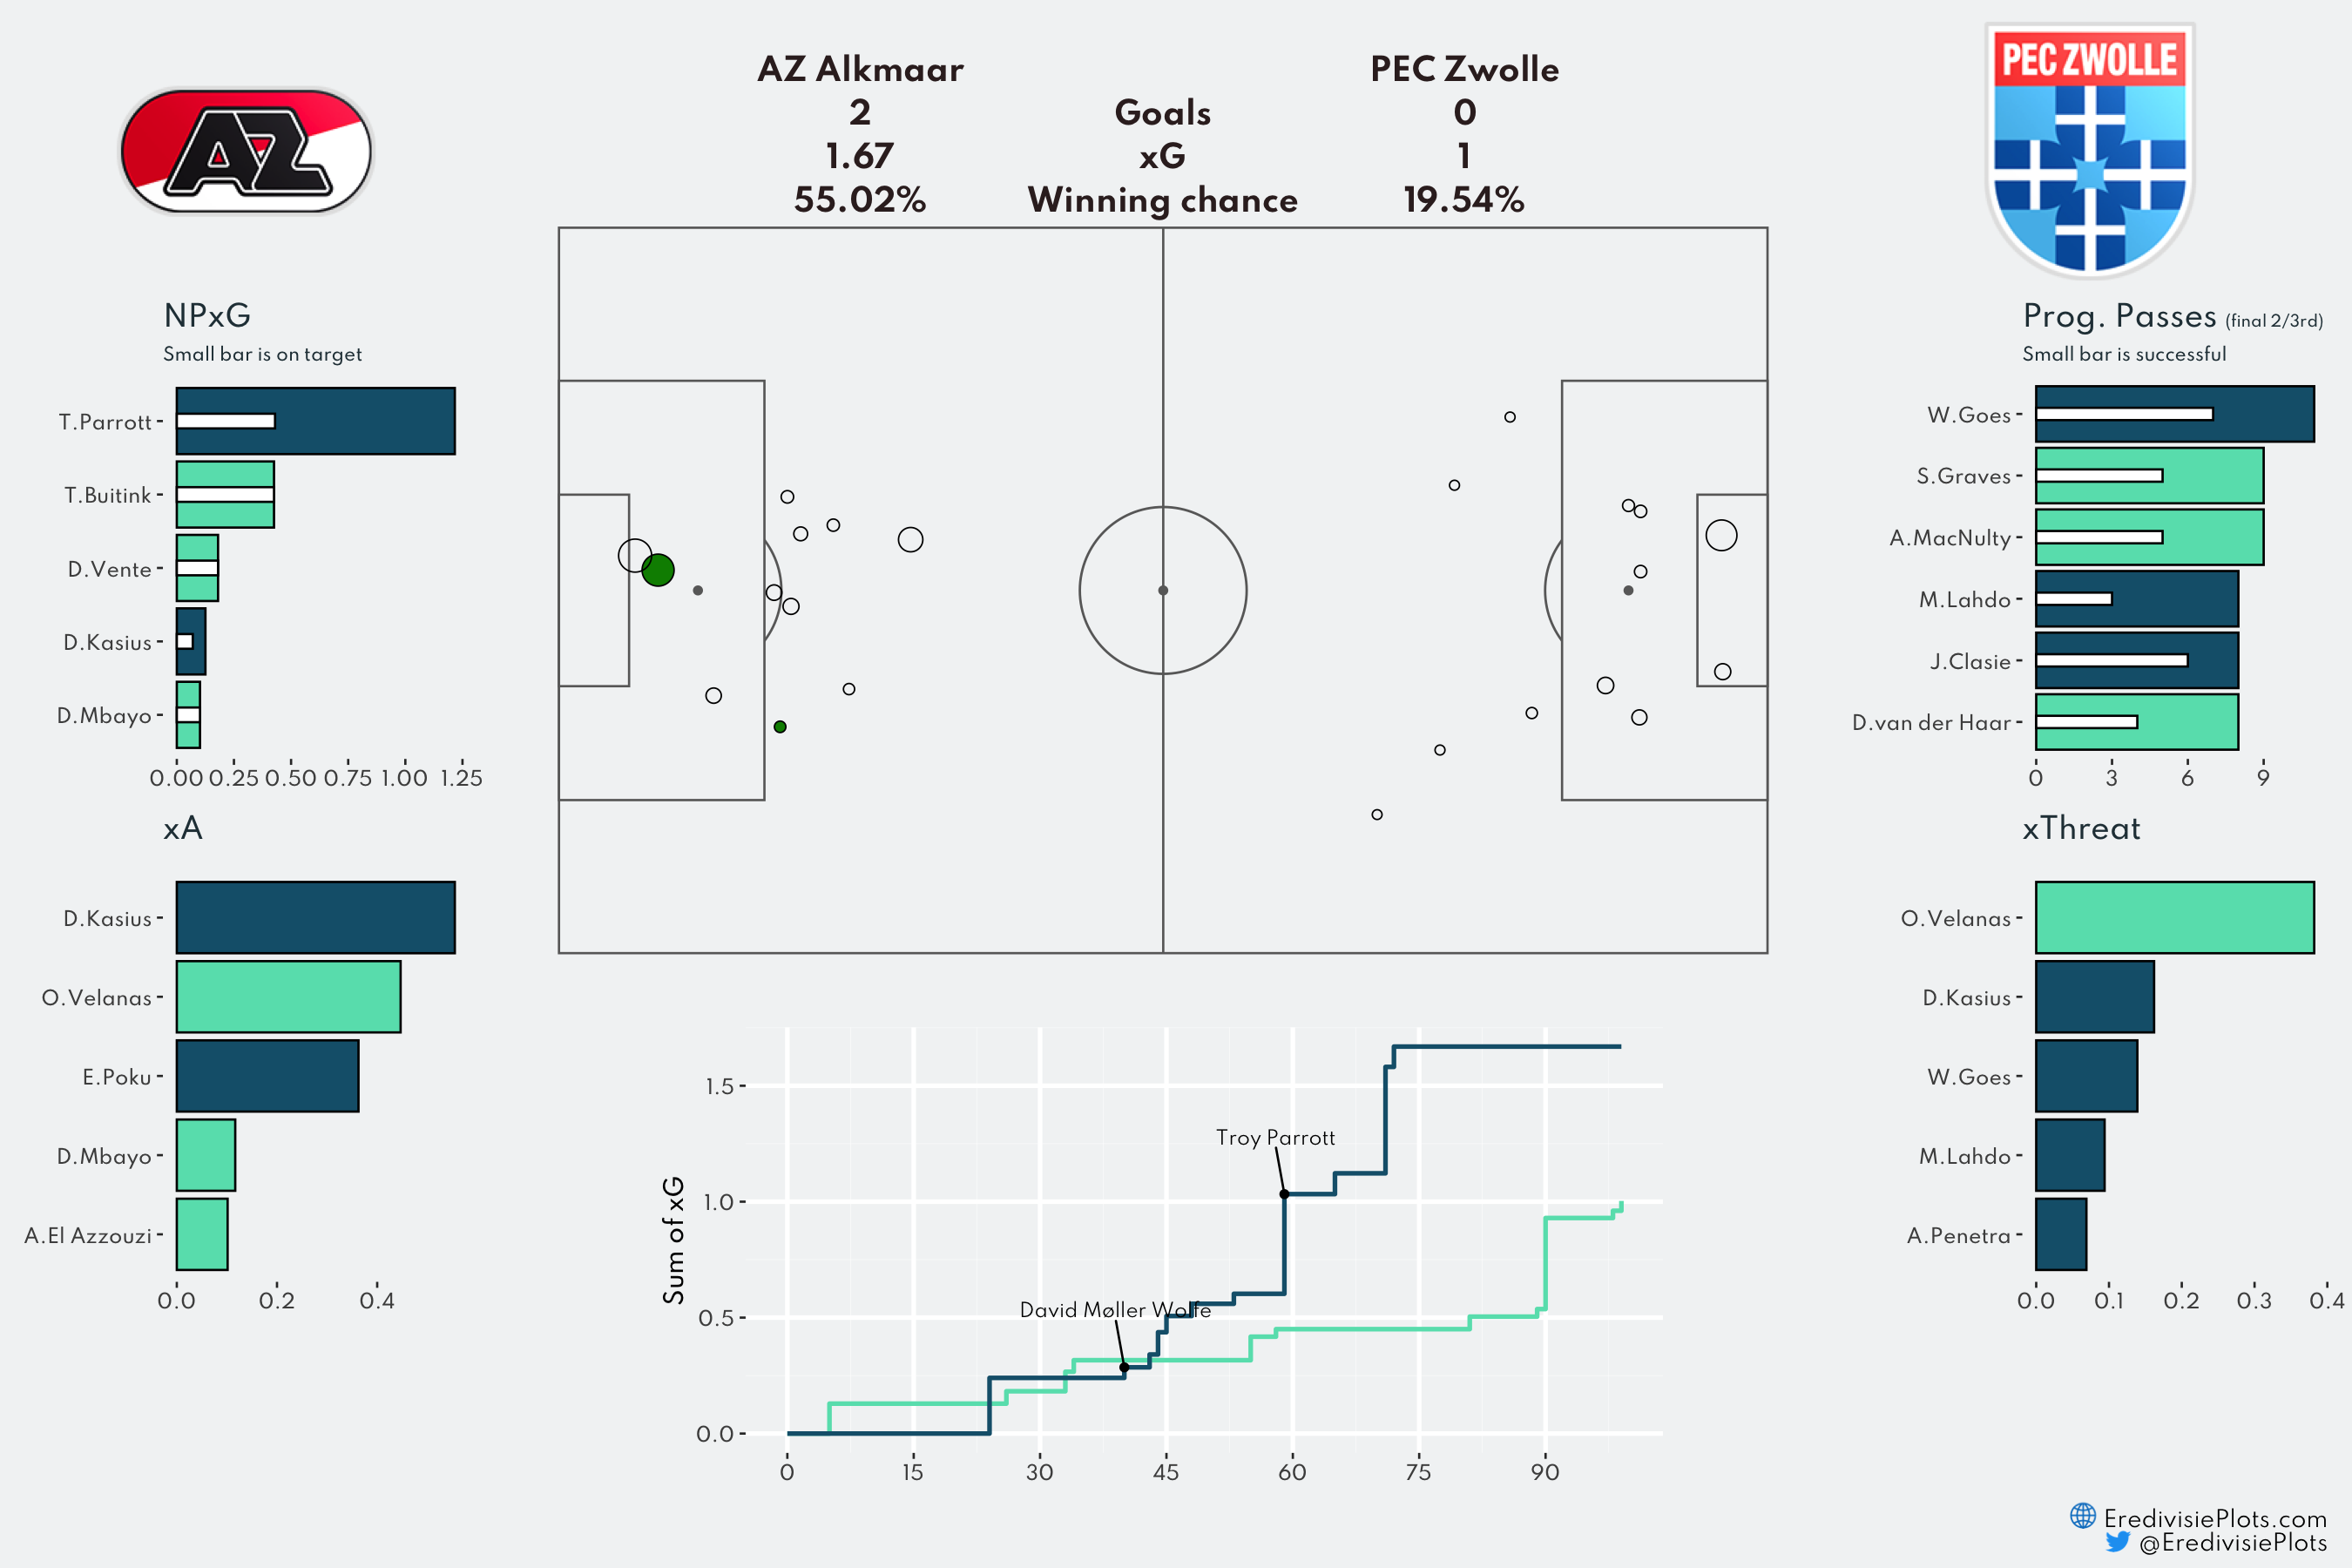 AZ Alkmaar PEC Zwolle
2 Goals 0
1.67 xG 1
55.02% Winning chance 19.54%
AZ
PEC ZWOLLE
NPxG
Small bar is on target
T.Parrott
T.Buitink
D.Vente
D.Kasius
D.Mbayo
0.00 0.25 0.50 0.75 1.00 1.25
xA
D.Kasius
O.Velanas
E.Poku
D.Mbayo
A.El Azzouzi
0.0 0.2 0.4
Sum of xG
1.5
1.0
0.5
0.0
Troy Parrott
David Møller Wolfe
0 15 30 45 60 75 90
Prog. Passes (final 2/3rd)
Small bar is successful
W.Goes
S.Graves
A.MacNulty
M.Lahdo
J.Clasie
D.van der Haar
0 3 6 9
xThreat
O.Velanas
D.Kasius
W.Goes
M.Lahdo
A.Penetra
0.0 0.1 0.2 0.3 0.4
EredivisiePlots.com
@EredivisiePlots